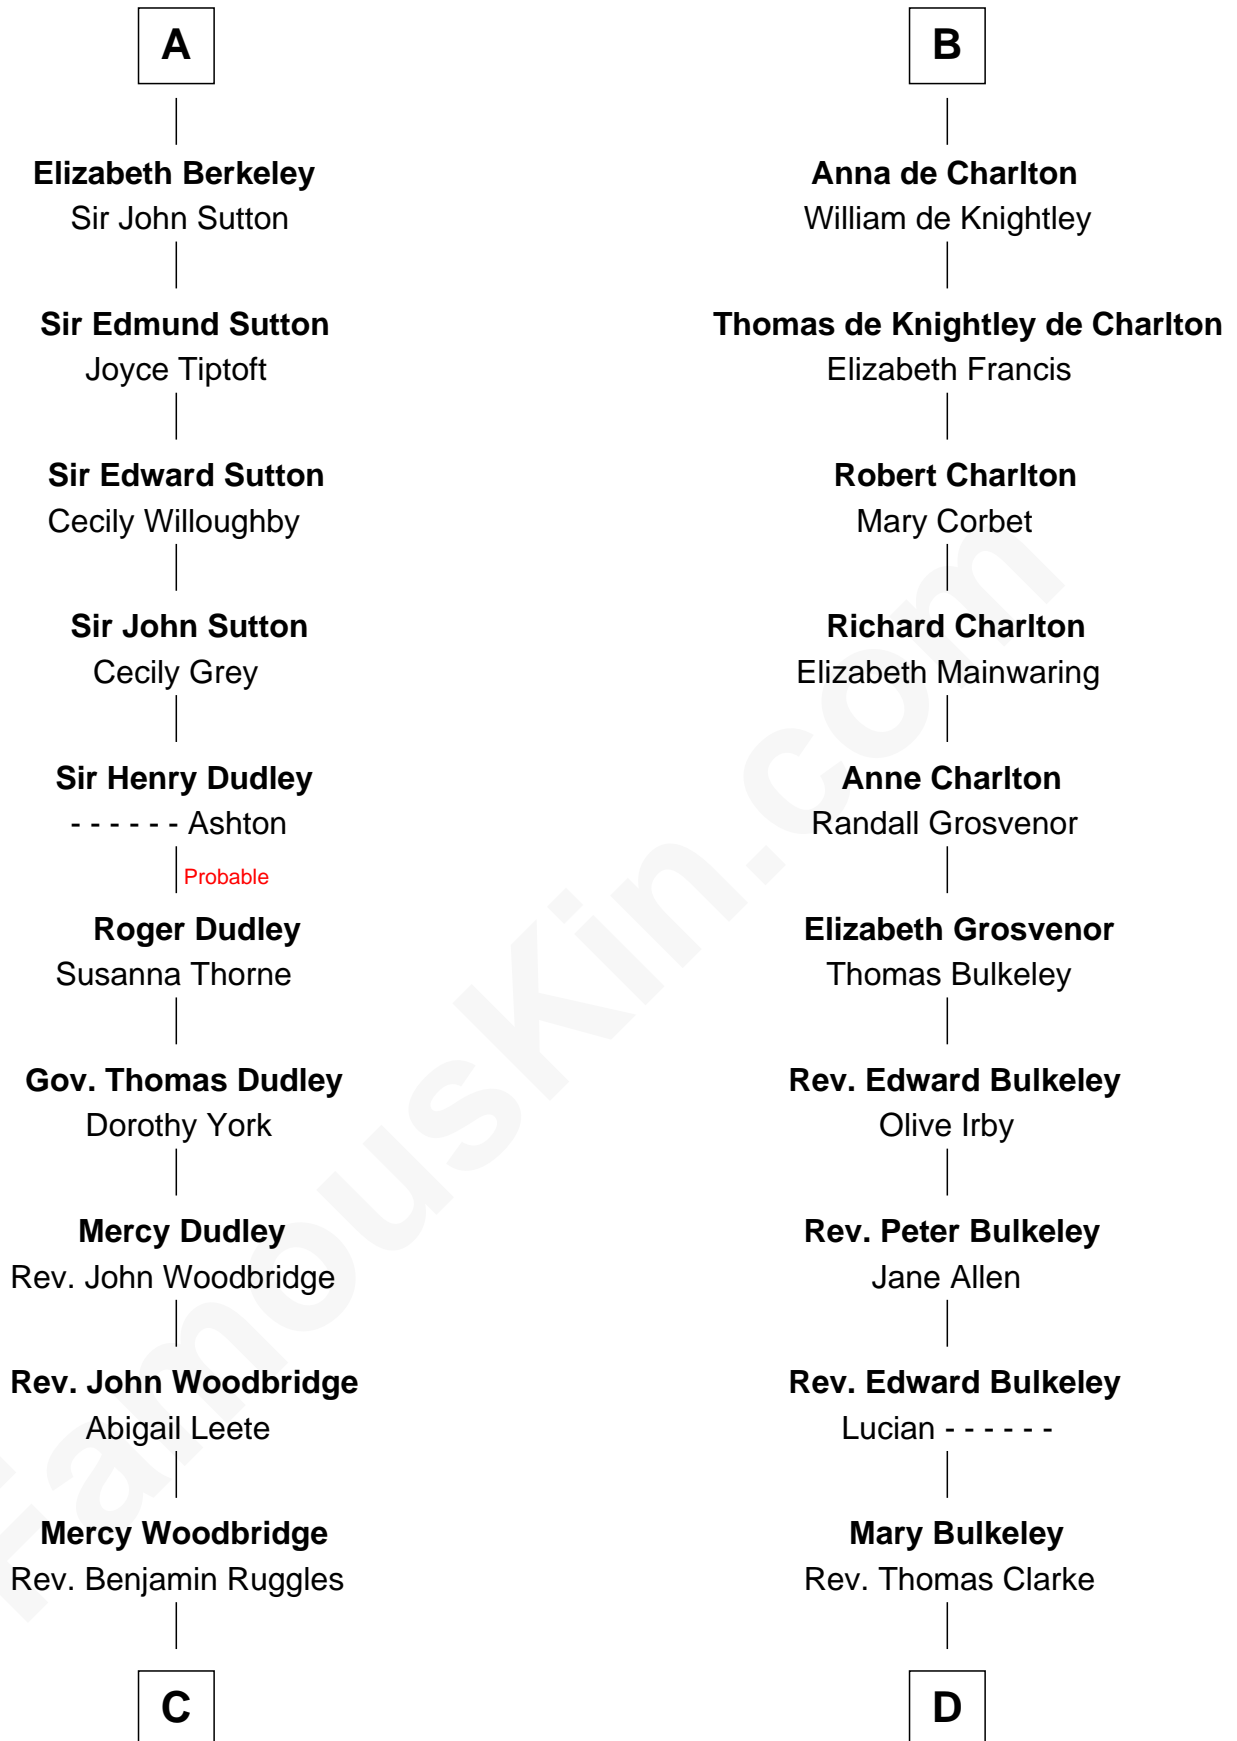 A
Elizabeth Berkeley
Sir John Sutton
Sir Edmund Sutton
Joyce Tiptoft
Sir Edward Sutton
Cecily Willoughby
Sir John Sutton
Cecily Grey
Sir Henry Dudley
- - - - - - Ashton
Probable
Roger Dudley
Susanna Thorne
Gov. Thomas Dudley
Dorothy York
Mercy Dudley
Rev. John Woodbridge
Rev. John Woodbridge
Abigail Leete
Mercy Woodbridge
Rev. Benjamin Ruggles
C
B
Anna de Charlton
William de Knightley
Thomas de Knightley de Charlton
Elizabeth Francis
Robert Charlton
Mary Corbet
Richard Charlton
Elizabeth Mainwaring
Anne Charlton
Randall Grosvenor
Elizabeth Grosvenor
Thomas Bulkeley
Rev. Edward Bulkeley
Olive Irby
Rev. Peter Bulkeley
Jane Allen
Rev. Edward Bulkeley
Lucian - - - - - -
Mary Bulkeley
Rev. Thomas Clarke
D
FamousKin.com